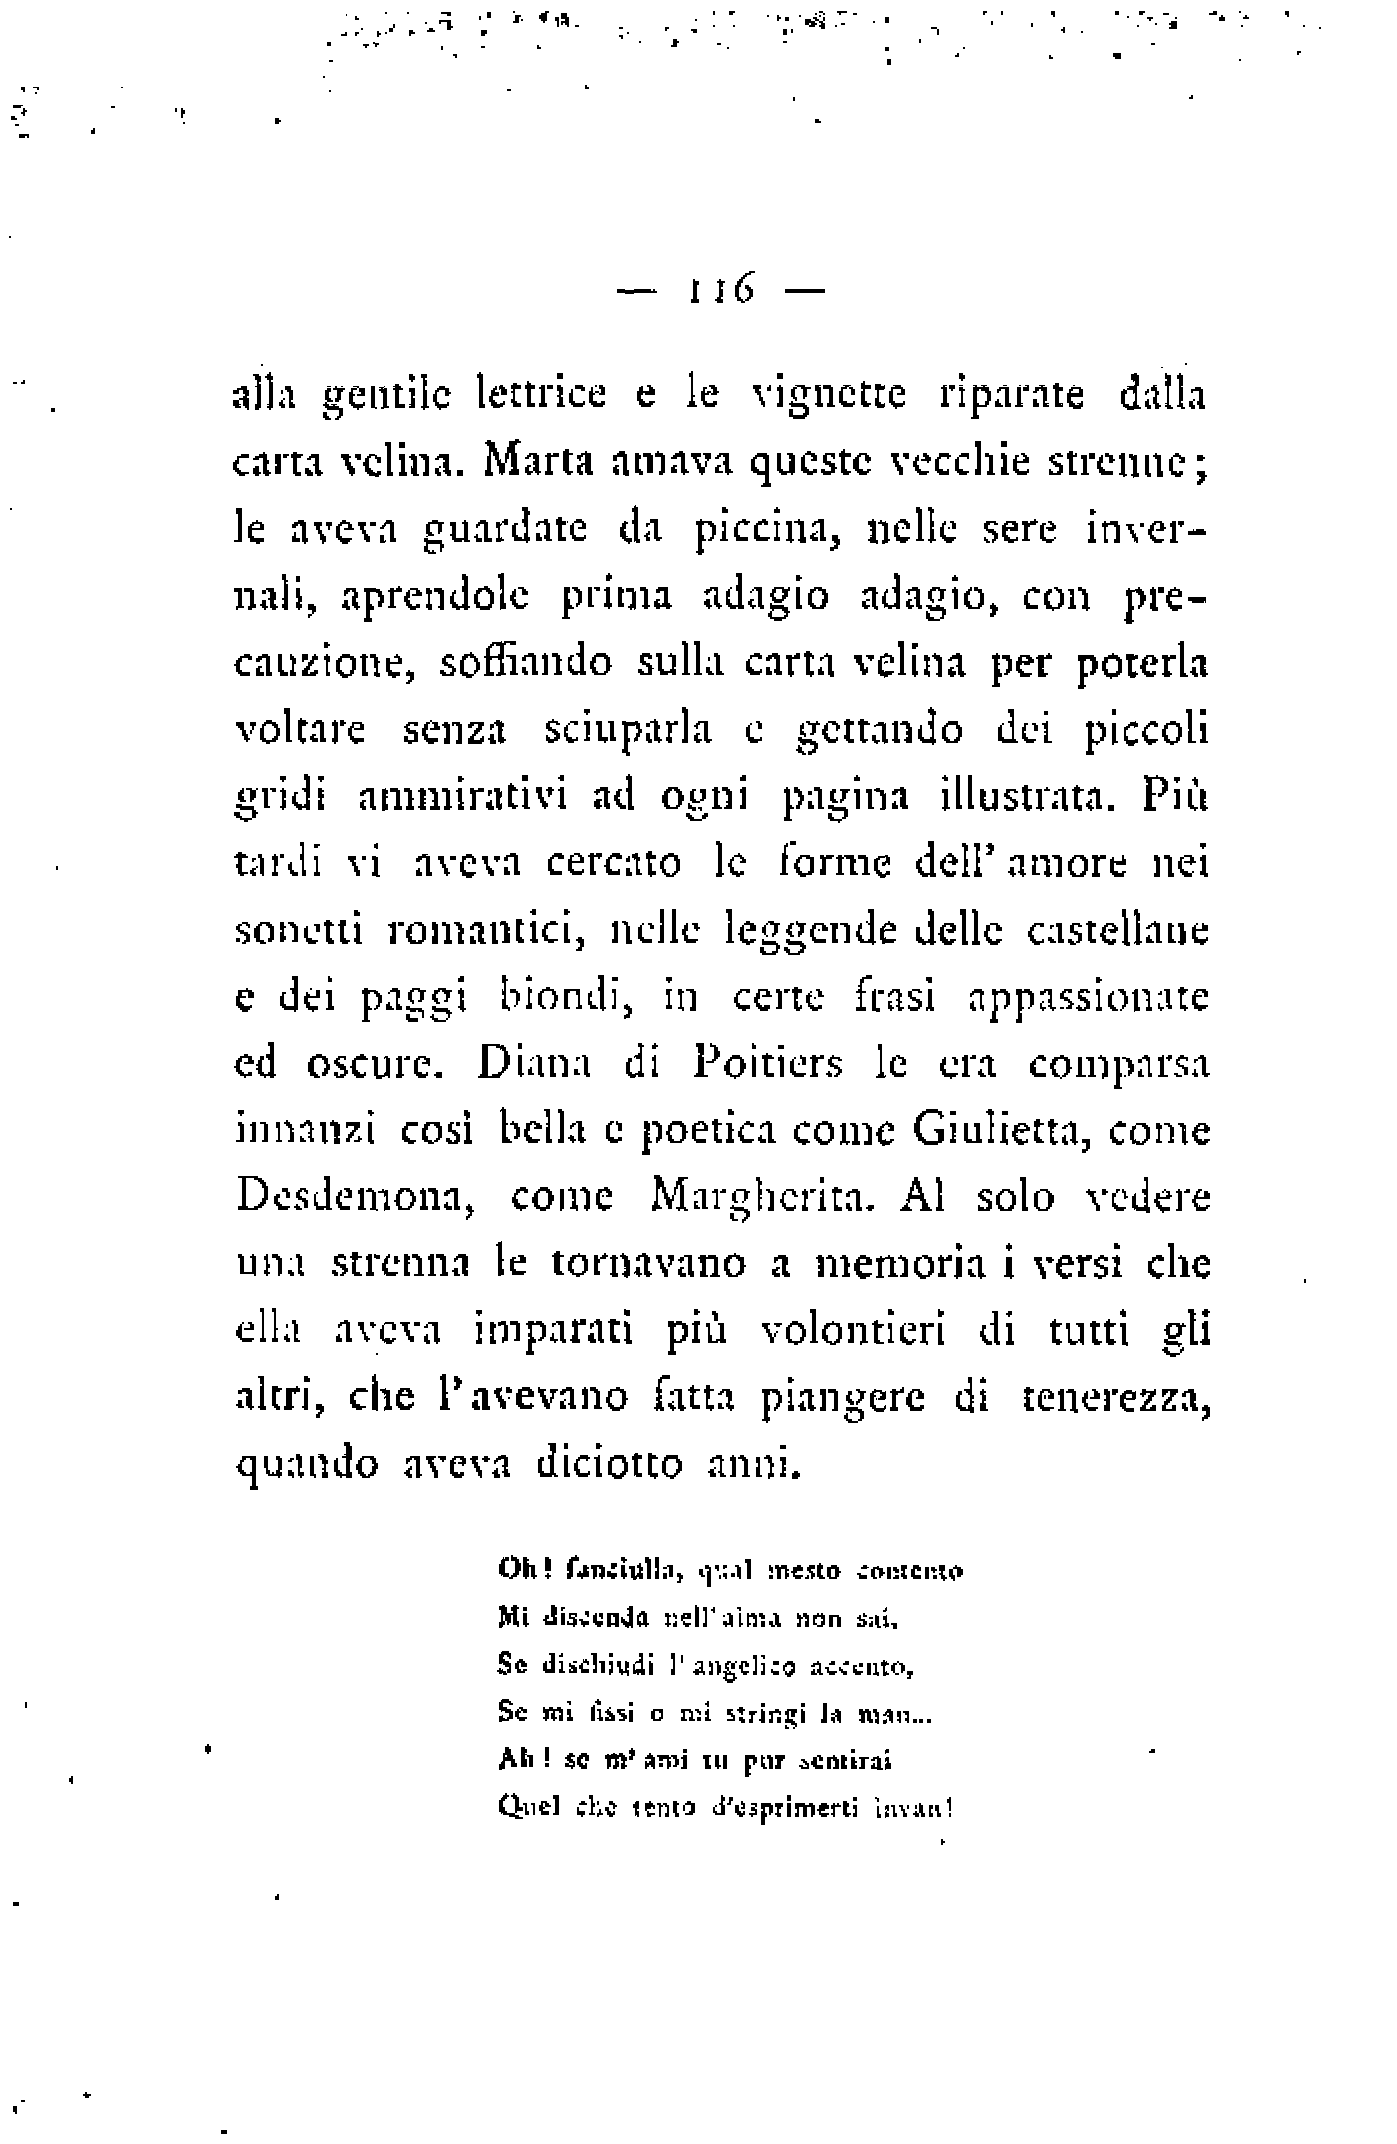 — 116 —
alla gentile lettrice e le vignette riparate dalla
carta velina. Marta amava queste vecchie strenne;
le aveva guardate da piccina, nelle sere inver-
nali, aprendole prima adagio adagio, con pre-
cauzione, soffiando sulla carta velina per poterla
voltare senza sciuparla e gettando dei piccoli
gridi ammirativi ad ogni pagina illustrata. Più
tardi vi aveva cercato le forme dell' amore nei
sonetti romantici, nelle leggende delle castellane
e dei paggi biondi, in certe frasi appassionate
ed oscure. Diana di Poitiers le era comparsa
innanzi così bella e poetica come Giulietta, come
Desdemona, come Margherita. Al solo vedere
una strenna le tornavano a memoria i versi che
ella aveva imparati più volontieri di tutti gli
altri, che l' avevano fatta piangere di tenerezza,
quando aveva diciotto anni.
Oh! fanciulla, qual mesto contento
Mi discenda nell' alma non sai,
Se dischiudi l' angelico accento,
Se mi fissi o mi stringi la man...
Ah! se m' ami tu pur sentirai
Quel che tento d'esprimerti invan!